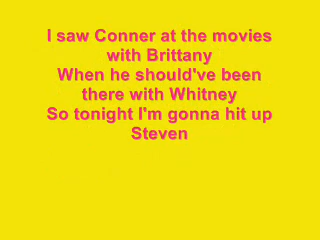 I saw Conner at the movies
with Brittany
When he should've been
there with Whitney
So tonight I'm gonna hit up
Steven